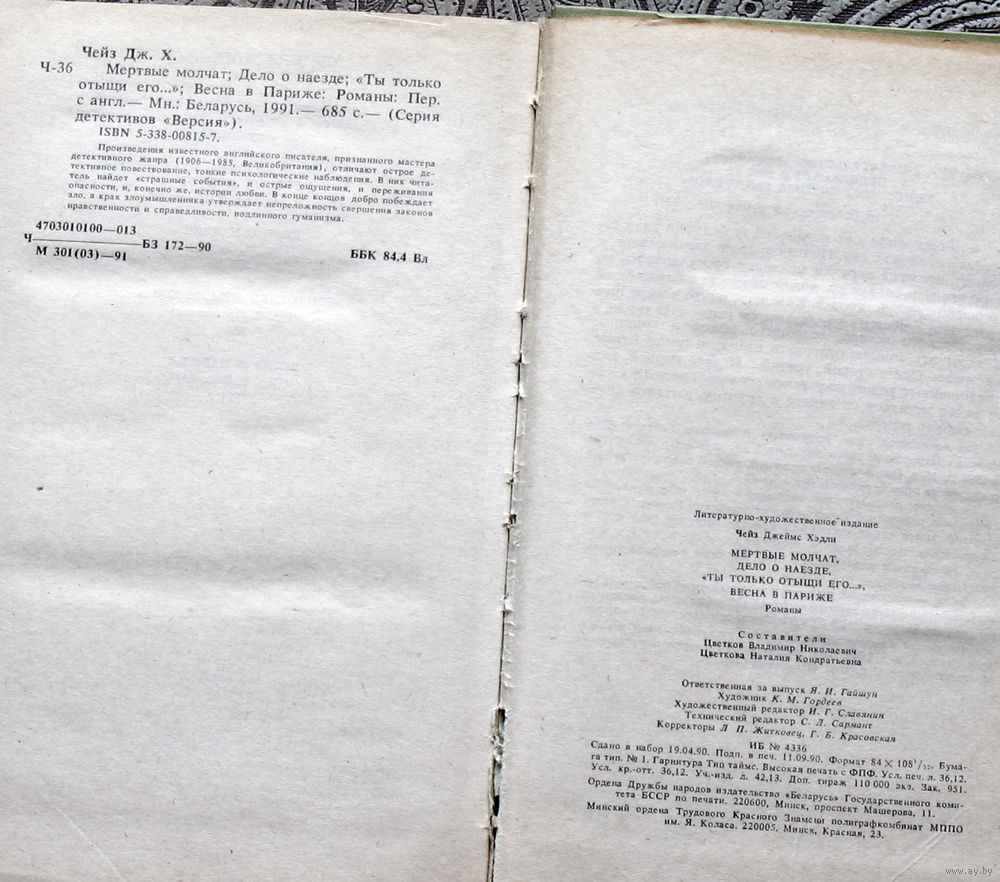 Чейз Дж. Х.
Ч-36 Мертвые молчат; Дело о наезде; «Ты только
отыщи его...»; Весна в Париже: Романы: Пер.
с англ.— Мн.: Беларусь, 1991.— 685 с.— (Серия
детективов «Версия»).
ISBN 5-338-00815-7.
Произведения известного английского писателя, признанного мастера
детективного жанра (1906—1985, Великобритания), отличают острое де-
тективное повествование, тонкие психологические наблюдения. В них чита-
тель найдет «страшные события», и острые ощущения, и переживания
опасности, и, конечно же, истории любви. В конце концов добро побеждает
зло, а крах злоумышленника утверждает непреложность свершения законов
нравственности и справедливости, подлинного гуманизма.
4703010100—013
Ч———БЗ 172—90
М 301(03)—91
ББК 84.4 Вл
Литературно-художественное издание
Чейз Джеймс Хэдли
МЕРТВЫЕ МОЛЧАТ,
ДЕЛО О НАЕЗДЕ,
«ТЫ ТОЛЬКО ОТЫЩИ ЕГО...»,
ВЕСНА В ПАРИЖЕ
Романы
Составители
Цветков Владимир Николаевич
Цветкова Наталия Кондратьевна
Ответственная за выпуск Я. И. Гайшун
Художник К. М. Гордеев
Художественный редактор И. Г. Славянин
Технический редактор С. Л. Сармант
Корректоры Л. П. Житковец, Г. Б. Красовская
ИБ № 4336
Сдано в набор 19.04.90. Подп. в печ. 11.09.90. Формат 84 × 108¹/₃₂. Бума-
га тип. № 1. Гарнитура Тип таймс. Высокая печать с ФПФ. Усл. печ. л. 36,12.
Усл. кр.-отт. 36,12. Уч.-изд. л. 42,13. Доп. тираж 110 000 экз. Зак. 951.
Ордена Дружбы народов издательство «Беларусь» Государственного коми-
тета БССР по печати. 220600, Минск, проспект Машерова, 11.
Минский ордена Трудового Красного Знамени полиграфкомбинат МППО
им. Я. Коласа. 220005. Минск, Красная, 23.
www.ay.by